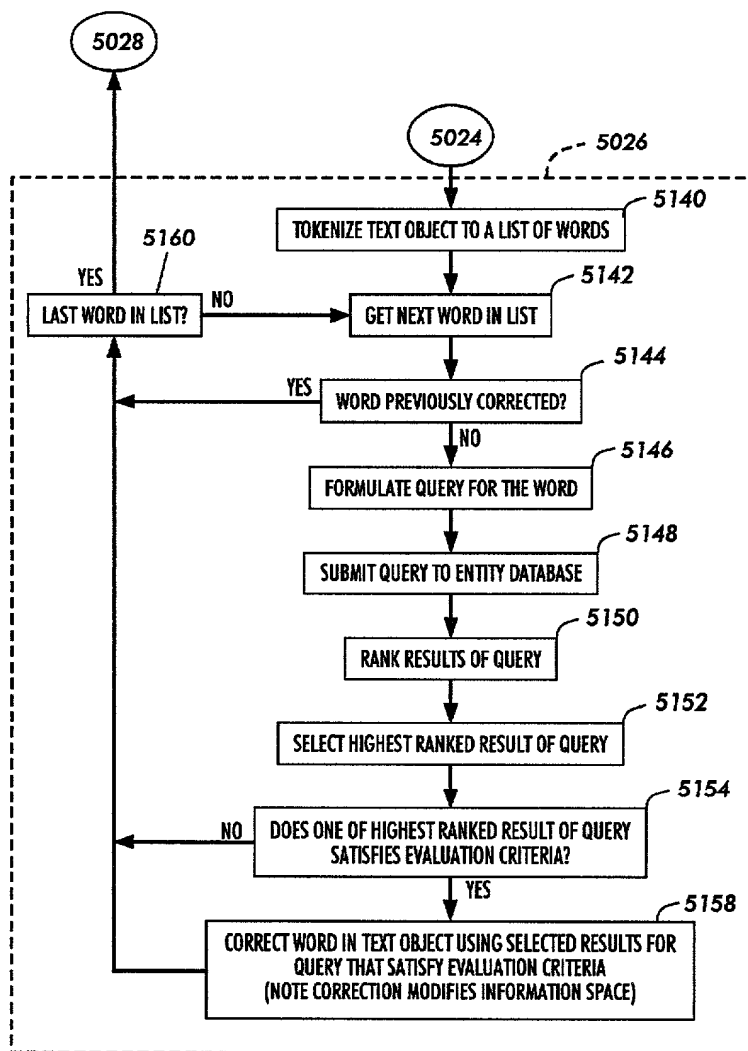 5028
5024
5026
5140
TOKENIZE TEXT OBJECT TO A LIST OF WORDS
5160
YES
5142
LAST WORD IN LIST?
NO
GET NEXT WORD IN LIST
5144
YES
WORD PREVIOUSLY CORRECTED?
NO
5146
FORMULATE QUERY FOR THE WORD
5148
SUBMIT QUERY TO ENTITY DATABASE
5150
RANK RESULTS OF QUERY
5152
SELECT HIGHEST RANKED RESULT OF QUERY
5154
NO
DOES ONE OF HIGHEST RANKED RESULT OF QUERY
SATISFIES EVALUATION CRITERIA?
YES
5158
CORRECT WORD IN TEXT OBJECT USING SELECTED RESULTS FOR
QUERY THAT SATISFY EVALUATION CRITERIA
(NOTE CORRECTION MODIFIES INFORMATION SPACE)